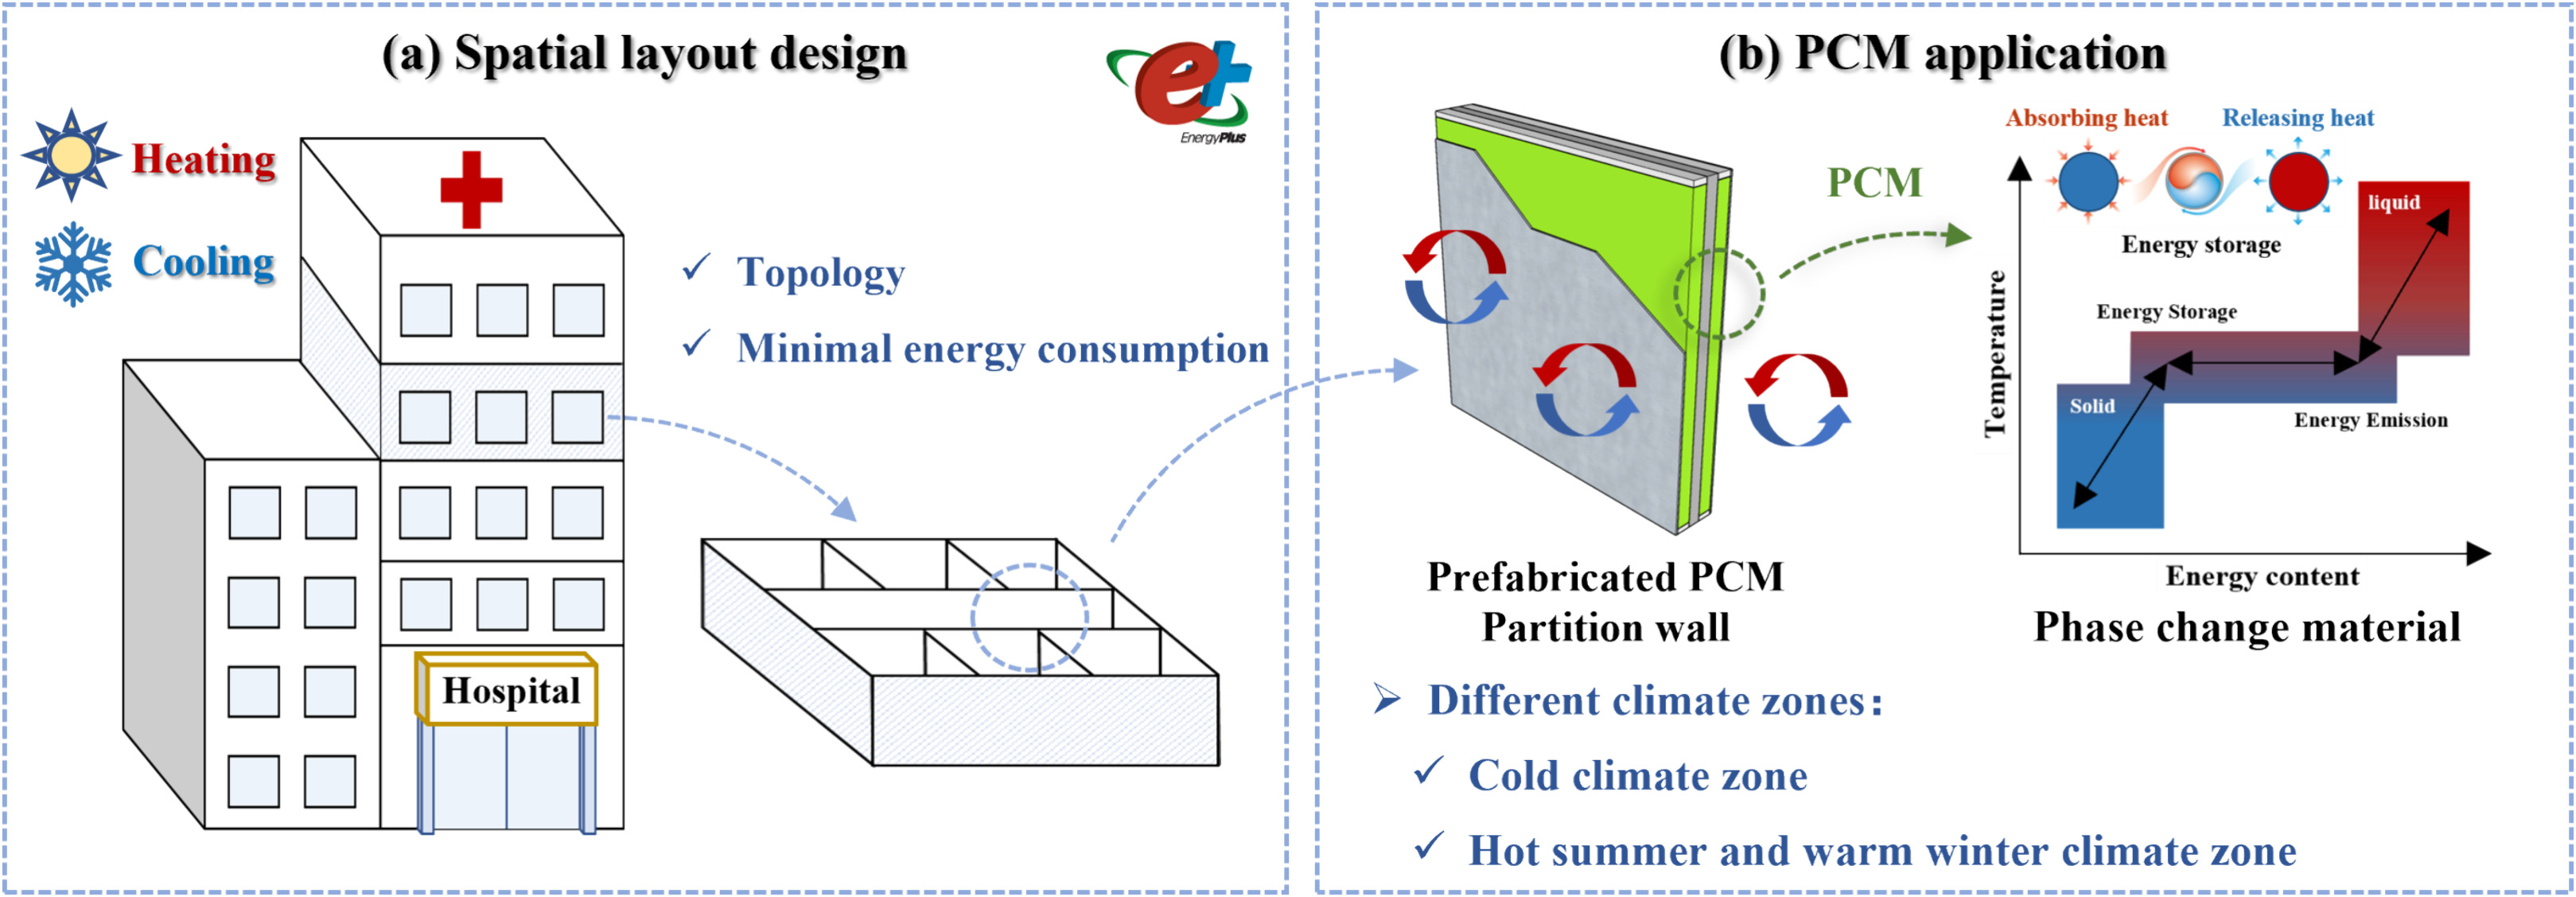 (a) Spatial layout design
e+
EnergyPlus
Heating
Cooling
✓ Topology
✓ Minimal energy consumption
Hospital
(b) PCM application
PCM
Absorbing heat
Releasing heat
Energy storage
liquid
Energy Storage
Solid
Energy Emission
Temperature
Energy content
Prefabricated PCM
Partition wall
Phase change material
➢ Different climate zones：
✓ Cold climate zone
✓ Hot summer and warm winter climate zone